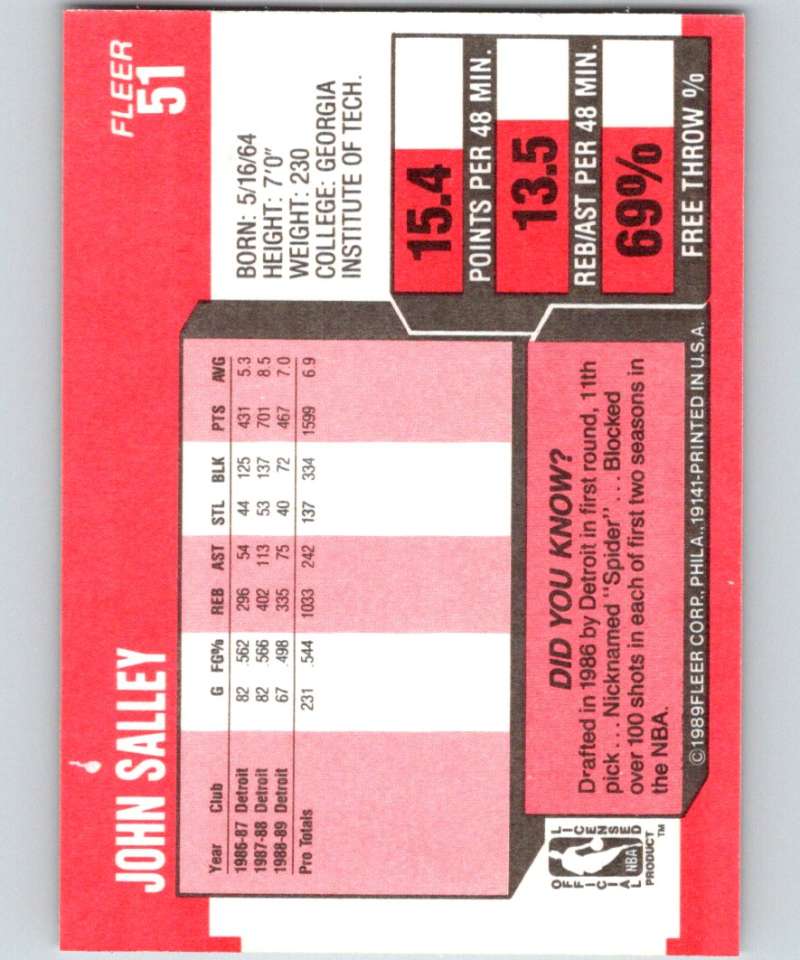 JOHN SALLEY
FLEER
51
BORN: 5/16/64
HEIGHT: 7'0"
WEIGHT: 230
COLLEGE: GEORGIA
INSTITUTE OF TECH.
Year Club G FG% REB AST STL BLK PTS AVG
1986-87 Detroit 82 .562 296 54 44 125 431 5.3
1987-88 Detroit 82 .566 402 113 53 137 701 8.5
1988-89 Detroit 67 .498 335 75 40 72 467 7.0
Pro Totals 231 .544 1033 242 137 334 1599 6.9
15.4
POINTS PER 48 MIN.
13.5
REB/AST PER 48 MIN.
69%
FREE THROW %
DID YOU KNOW?
Drafted in 1986 by Detroit in first round, 11th
pick... Nicknamed "Spider"... Blocked
over 100 shots in each of first two seasons in
the NBA.
OFFICIAL
LICENSED
NBA
PRODUCT™
©1989 FLEER CORP., PHILA., 19141-PRINTED IN U.S.A.